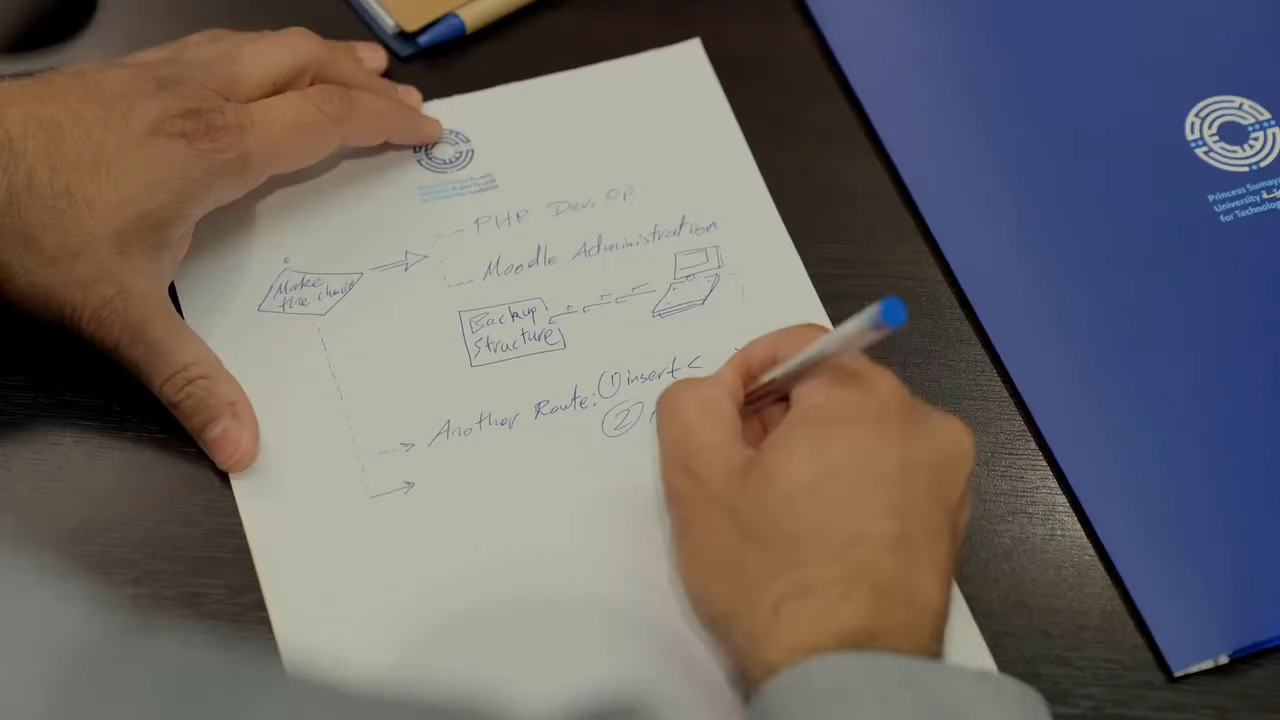 PHP Dev. Op
Moodle Administration
Make
the choice
Backup
Structure
Another Route: ① insert <
②
Princess Sumaya
University
for Technology